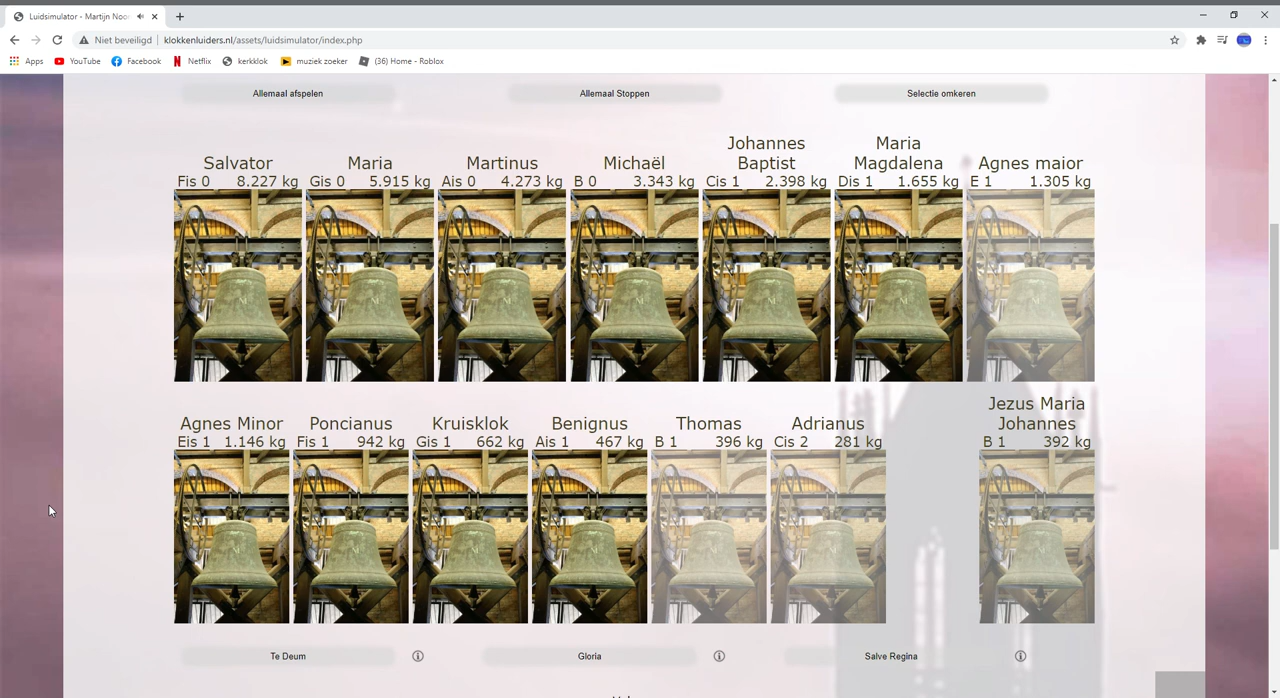 Luidsimulator - Martijn Noor
Niet beveiligd | klokkenluiders.nl/assets/luidsimulator/index.php
Apps YouTube Facebook Netflix kerkklok muziek zoeker (36) Home - Roblox
Allemaal afspelen Allemaal Stoppen Selectie omkeren
Salvator
Fis 0 8.227 kg
Maria
Gis 0 5.915 kg
Martinus
Ais 0 4.273 kg
Michaël
B 0 3.343 kg
Johannes
Baptist
Cis 1 2.398 kg
Maria
Magdalena
Dis 1 1.655 kg
Agnes maior
E 1 1.305 kg
Agnes Minor
Eis 1 1.146 kg
Poncianus
Fis 1 942 kg
Kruisklok
Gis 1 662 kg
Benignus
Ais 1 467 kg
Thomas
B 1 396 kg
Adrianus
Cis 2 281 kg
Jezus Maria
Johannes
B 1 392 kg
Te Deum Gloria Salve Regina